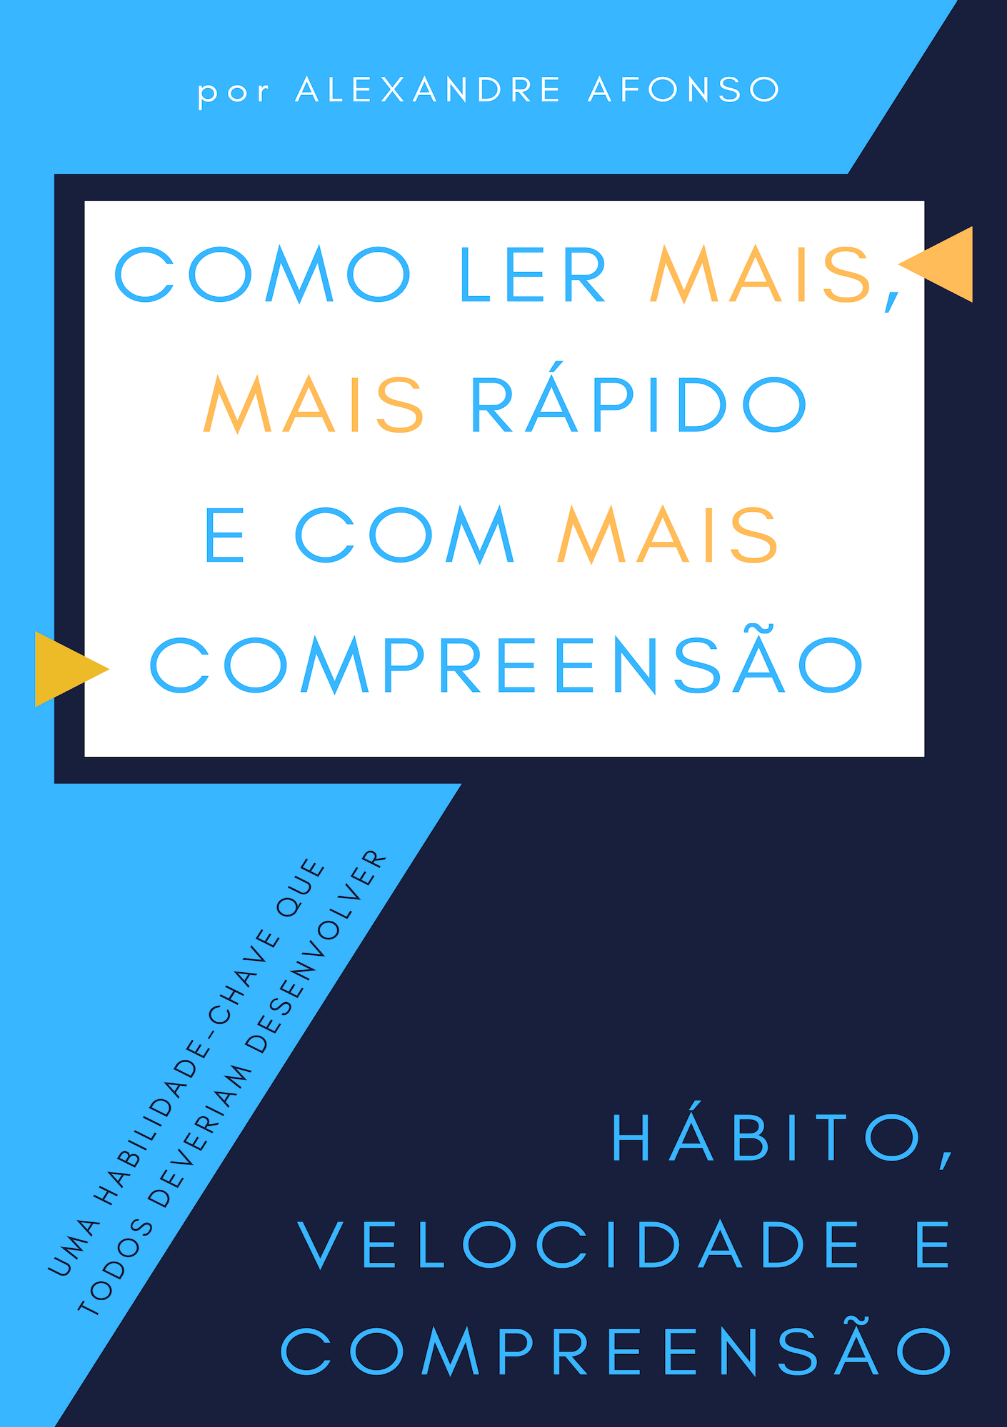 por ALEXANDRE AFONSO
COMO LER MAIS,
MAIS RÁPIDO
E COM MAIS
COMPREENSÃO
UMA HABILIDADE-CHAVE QUE
TODOS DEVERIAM DESENVOLVER
HÁBITO,
VELOCIDADE E
COMPREENSÃO